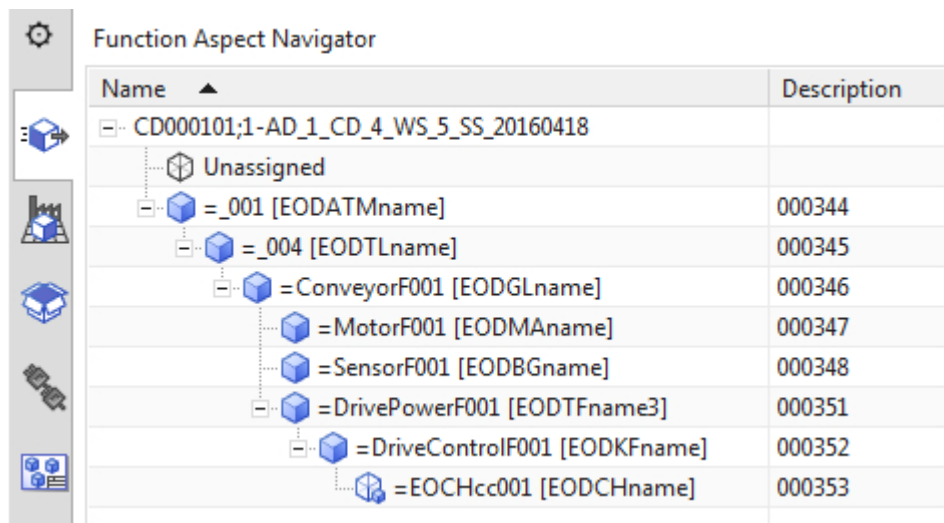 Function Aspect Navigator
Name Description
CD000101;1-AD_1_CD_4_WS_5_SS_20160418
Unassigned
=_001 [EODATMname] 000344
=_004 [EODTLname] 000345
=ConveyorF001 [EODGLname] 000346
=MotorF001 [EODMAname] 000347
=SensorF001 [EODBGname] 000348
=DrivePowerF001 [EODTFname3] 000351
=DriveControlF001 [EODKFname] 000352
=EOCHcc001 [EODCHname] 000353